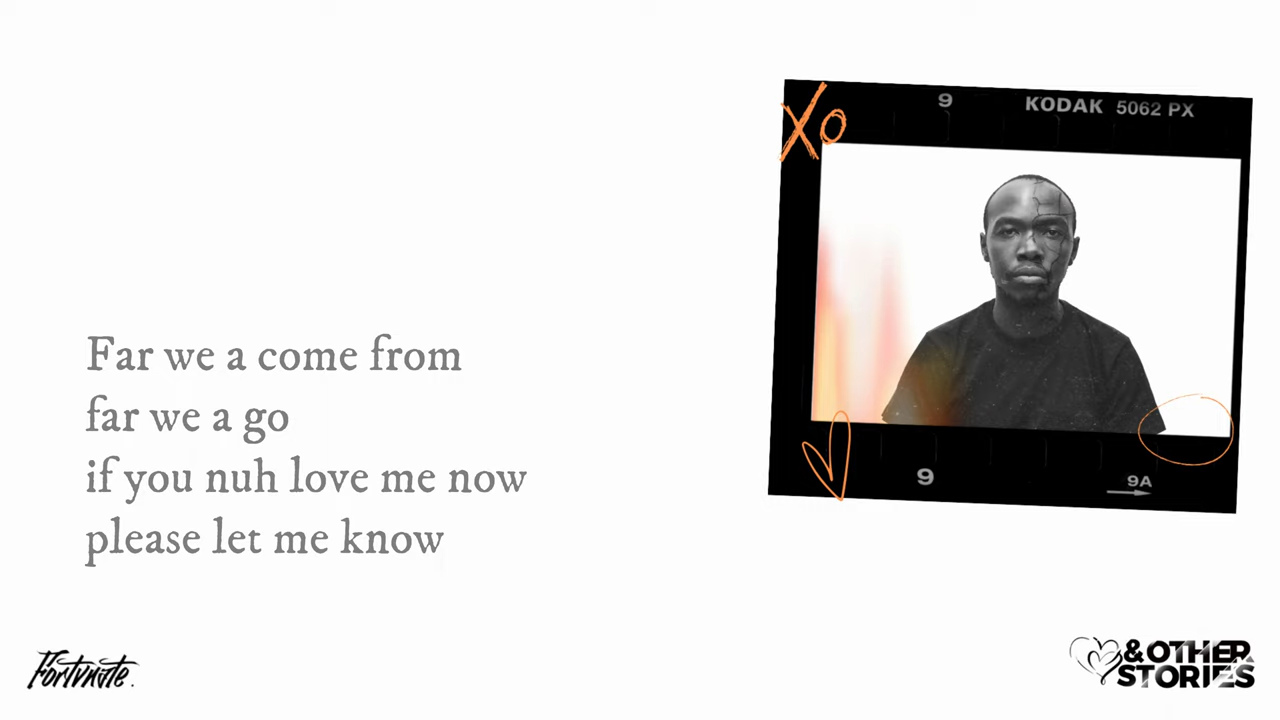 XO
9 KODAK 5062 PX
Far we a come from
far we a go
if you nuh love me now
please let me know
9 9A
Fortunate.
& OTHER
STORIES